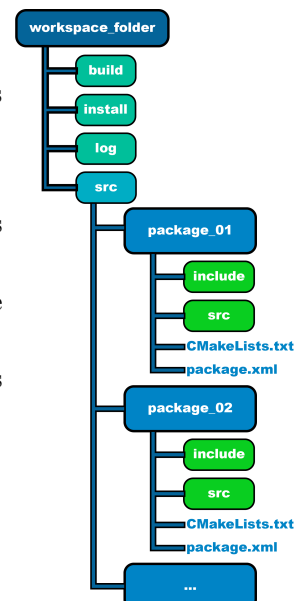 workspace_folder
build
install
log
src
package_01
include
src
CMakeLists.txt
package.xml
package_02
include
src
CMakeLists.txt
package.xml
...